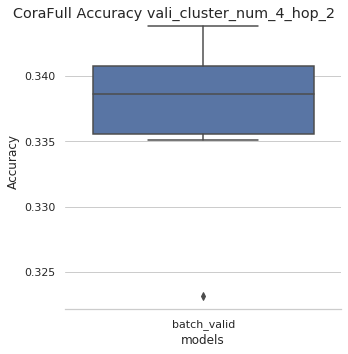 CoraFull Accuracy vali_cluster_num_4_hop_2
0.340
0.335
0.330
0.325
Accuracy
batch_valid
models